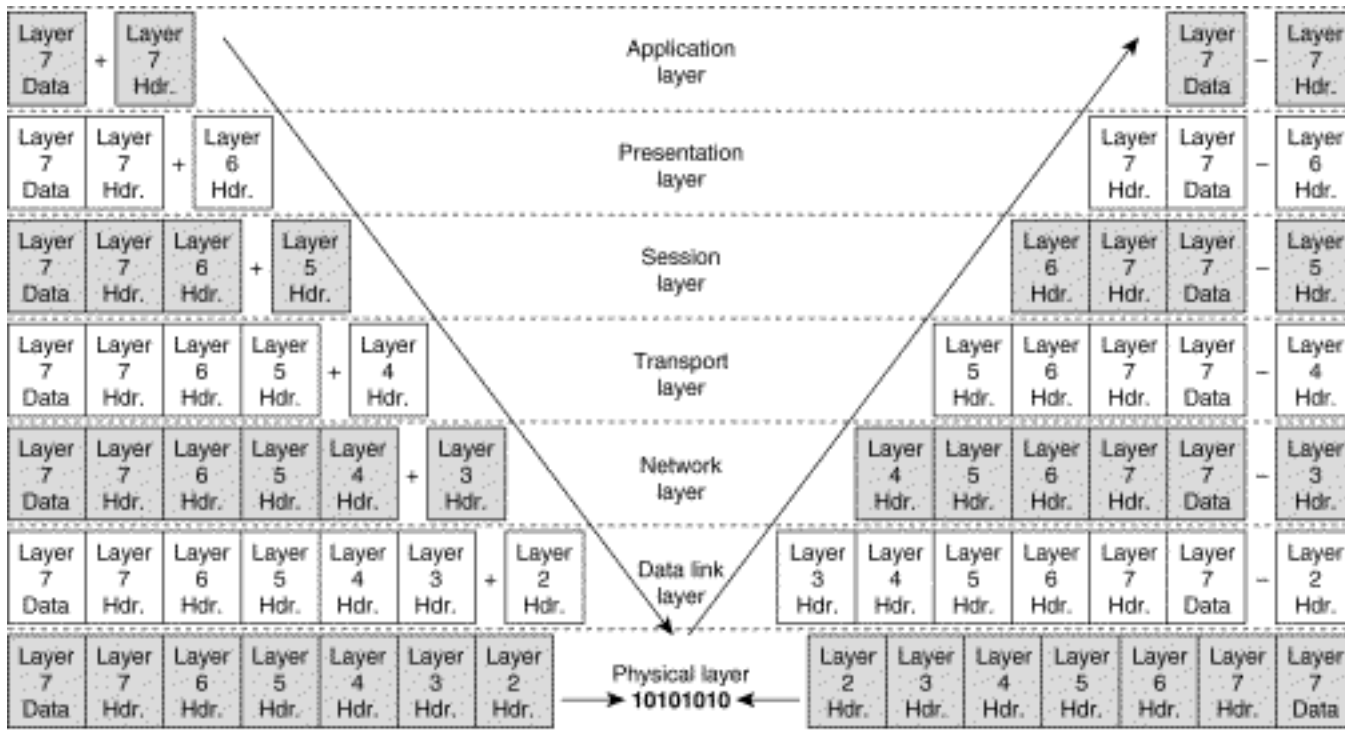 Layer 7 Data + Layer 7 Hdr. Application layer Layer 7 Data – Layer 7 Hdr.
Layer 7 Data Layer 7 Hdr. + Layer 6 Hdr. Presentation layer Layer 7 Hdr. Layer 7 Data – Layer 6 Hdr.
Layer 7 Data Layer 7 Hdr. Layer 6 Hdr. + Layer 5 Hdr. Session layer Layer 6 Hdr. Layer 7 Hdr. Layer 7 Data – Layer 5 Hdr.
Layer 7 Data Layer 7 Hdr. Layer 6 Hdr. Layer 5 Hdr. + Layer 4 Hdr. Transport layer Layer 5 Hdr. Layer 6 Hdr. Layer 7 Hdr. Layer 7 Data – Layer 4 Hdr.
Layer 7 Data Layer 7 Hdr. Layer 6 Hdr. Layer 5 Hdr. Layer 4 Hdr. + Layer 3 Hdr. Network layer Layer 4 Hdr. Layer 5 Hdr. Layer 6 Hdr. Layer 7 Hdr. Layer 7 Data – Layer 3 Hdr.
Layer 7 Data Layer 7 Hdr. Layer 6 Hdr. Layer 5 Hdr. Layer 4 Hdr. Layer 3 Hdr. + Layer 2 Hdr. Data link layer Layer 3 Hdr. Layer 4 Hdr. Layer 5 Hdr. Layer 6 Hdr. Layer 7 Hdr. Layer 7 Data – Layer 2 Hdr.
Layer 7 Data Layer 7 Hdr. Layer 6 Hdr. Layer 5 Hdr. Layer 4 Hdr. Layer 3 Hdr. Layer 2 Hdr. Physical layer 10101010 Layer 2 Hdr. Layer 3 Hdr. Layer 4 Hdr. Layer 5 Hdr. Layer 6 Hdr. Layer 7 Hdr. Layer 7 Data